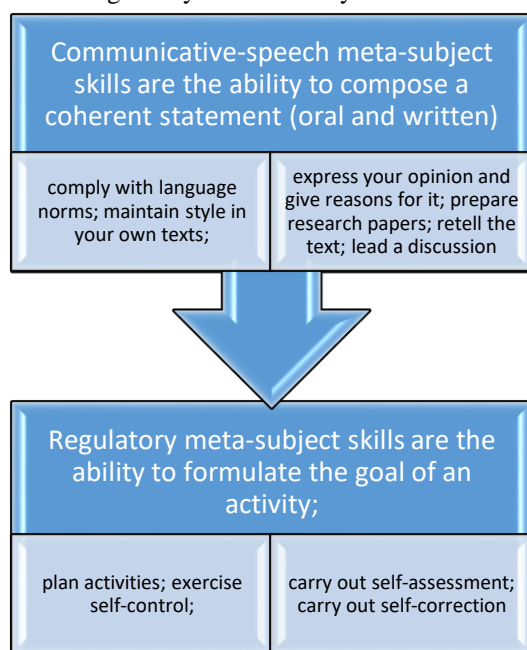 Communicative-speech meta-subject
skills are the ability to compose a
coherent statement (oral and written)
comply with language
norms; maintain style in
your own texts;
express your opinion and
give reasons for it; prepare
research papers; retell the
text; lead a discussion
Regulatory meta-subject skills are the
ability to formulate the goal of an
activity;
plan activities; exercise
self-control;
carry out self-assessment;
carry out self-correction